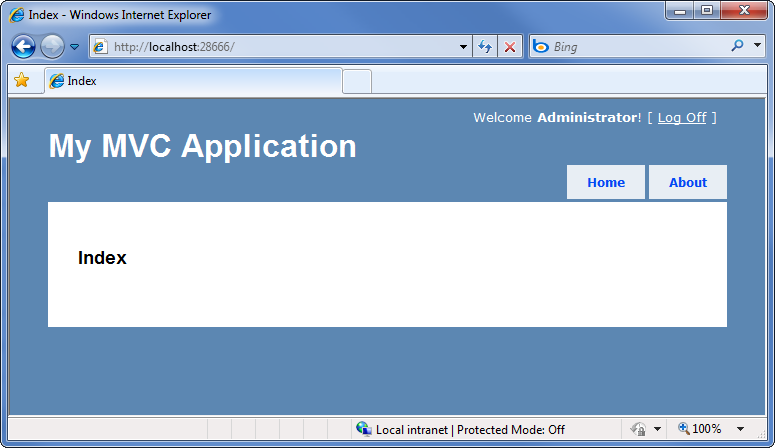 Index - Windows Internet Explorer
http://localhost:28666/
Bing
Index
Welcome Administrator! [ Log Off ]
My MVC Application
Home
About
Index
Local intranet | Protected Mode: Off
100%